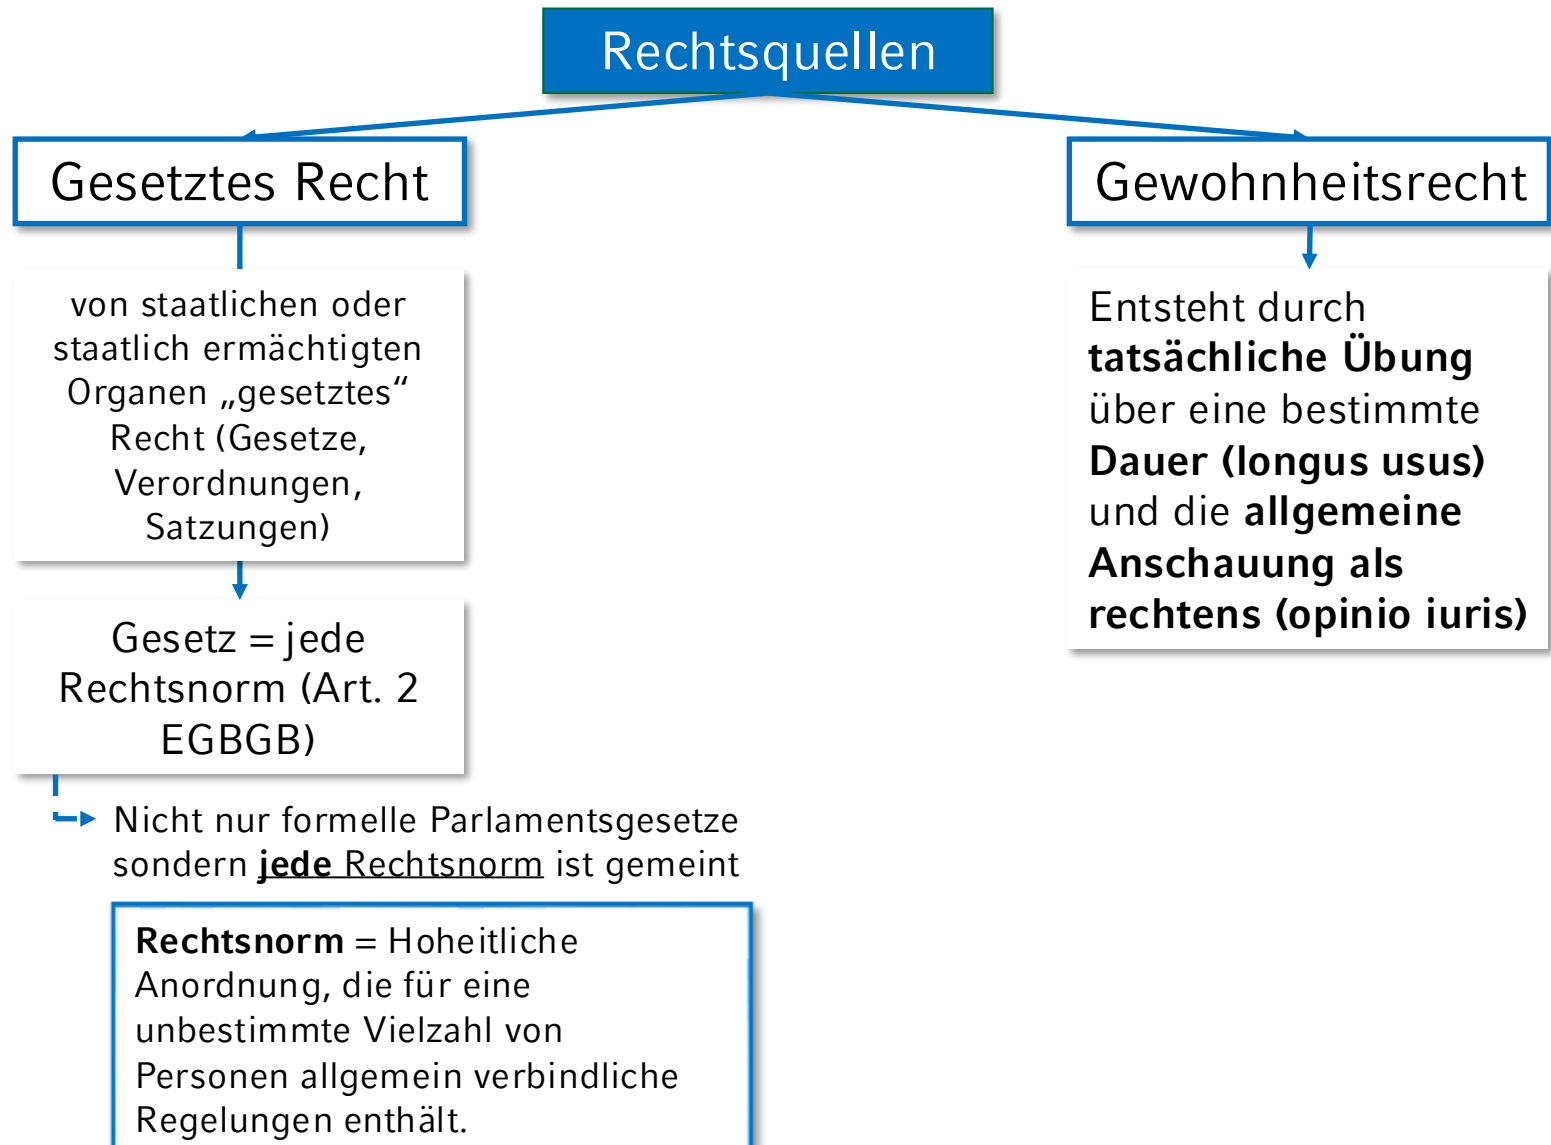 Rechtsquellen
Gesetztes Recht
von staatlichen oder
staatlich ermächtigten
Organen „gesetztes“
Recht (Gesetze,
Verordnungen,
Satzungen)
Gesetz = jede
Rechtsnorm (Art. 2
EGBGB)
Nicht nur formelle Parlamentsgesetze
sondern jede Rechtsnorm ist gemeint
Rechtsnorm = Hoheitliche
Anordnung, die für eine
unbestimmte Vielzahl von
Personen allgemein verbindliche
Regelungen enthält.
Gewohnheitsrecht
Entsteht durch
tatsächliche Übung
über eine bestimmte
Dauer (longus usus)
und die allgemeine
Anschauung als
rechtens (opinio iuris)